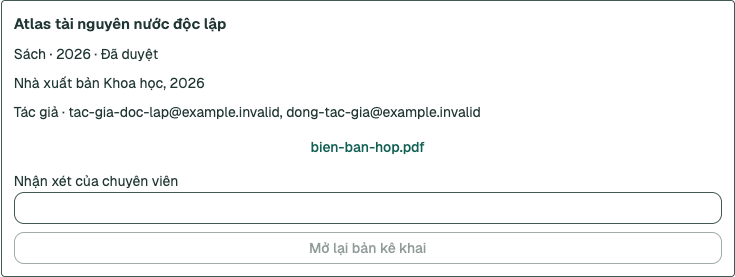 Atlas tài nguyên nước độc lập
Sách · 2026 · Đã duyệt
Nhà xuất bản Khoa học, 2026
Tác giả · tac-gia-doc-lap@example.invalid, dong-tac-gia@example.invalid
bien-ban-hop.pdf
Nhận xét của chuyên viên
Mở lại bản kê khai